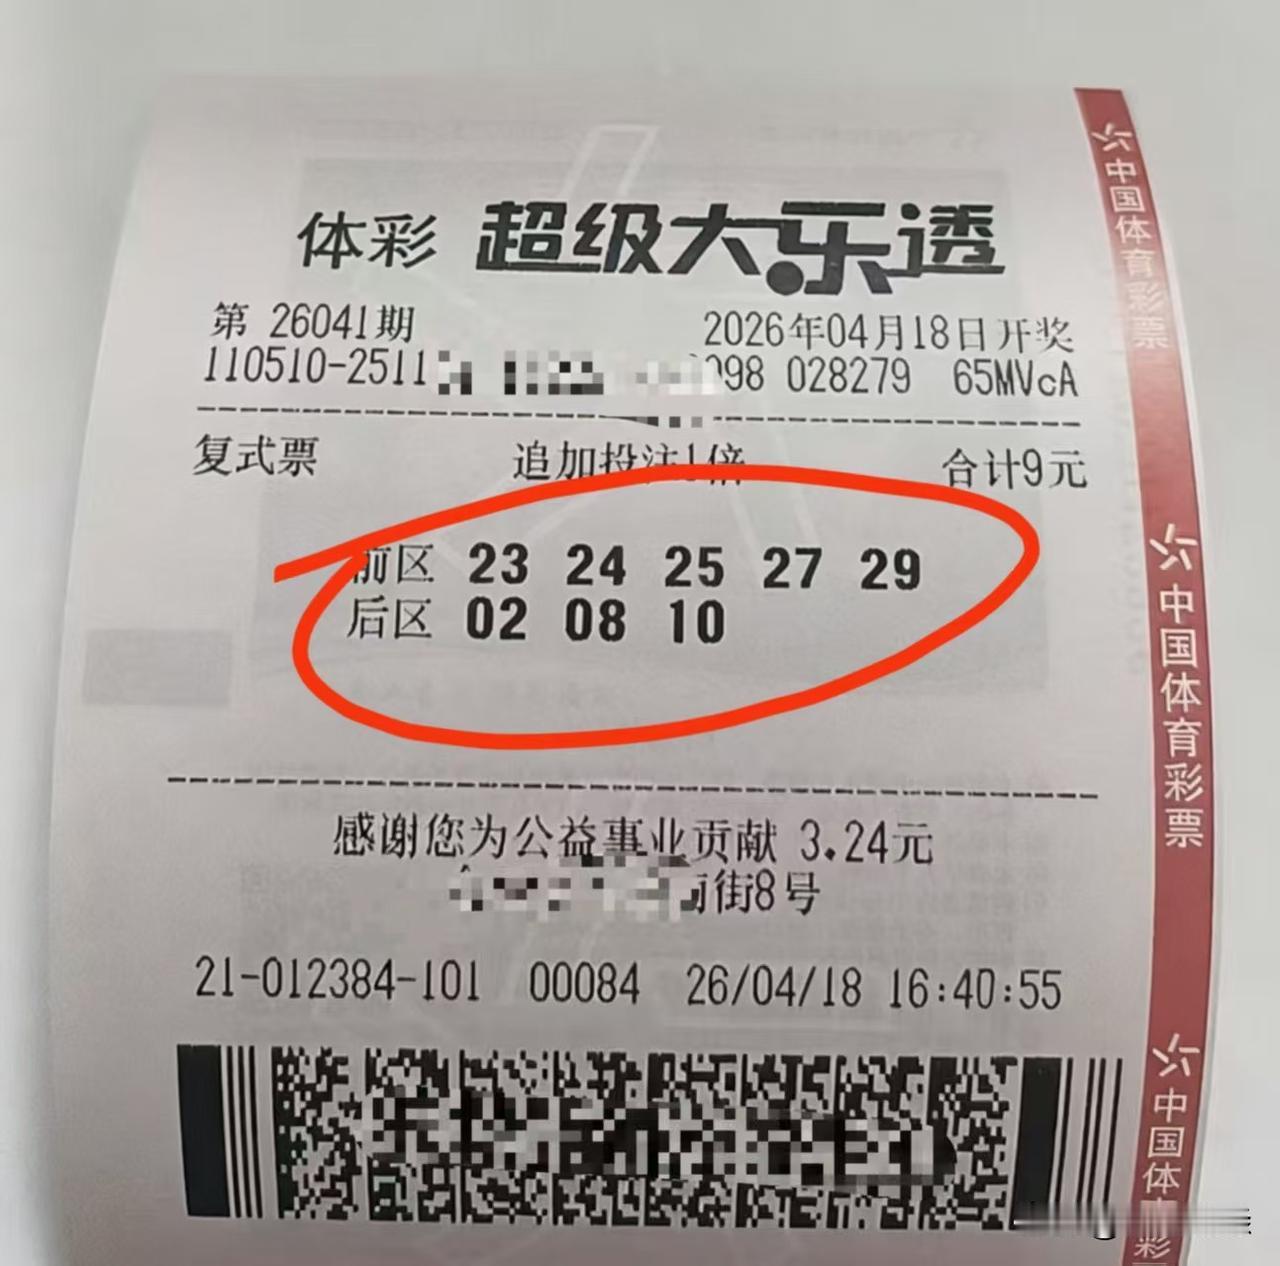 体彩 超级大乐透
第 26041期 2026年04月18日开奖
110510-2511 098 028279 65MVcA
复式票 追加投注1倍 合计9元
前区 23 24 25 27 29
后区 02 08 10
感谢您为公益事业贡献 3.24元
街8号
21-012384-101 00084 26/04/18 16:40:55
中国体育彩票
中国体育彩票
中国体 彩